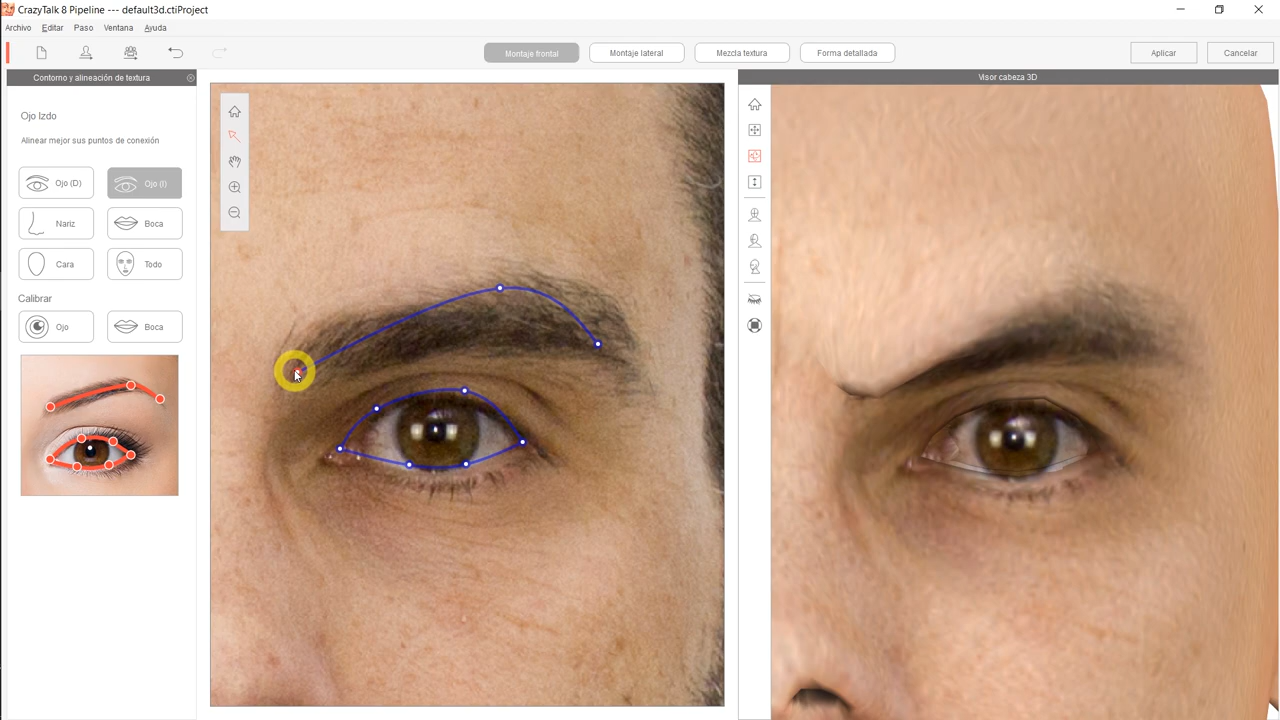 CrazyTalk 8 Pipeline --- default3d.ctiProject
Archivo Editar Paso Ventana Ayuda
Montaje frontal Montáje lateral Mezcla textura Forma detallada Aplicar Cancelar
Contorno y alineación de textura
Visor cabeza 3D
Ojo Izdo
Alinear mejor sus puntos de conexión
Ojo (D) Ojo (I)
Nariz Boca
Cara Todo
Calibrar
Ojo Boca